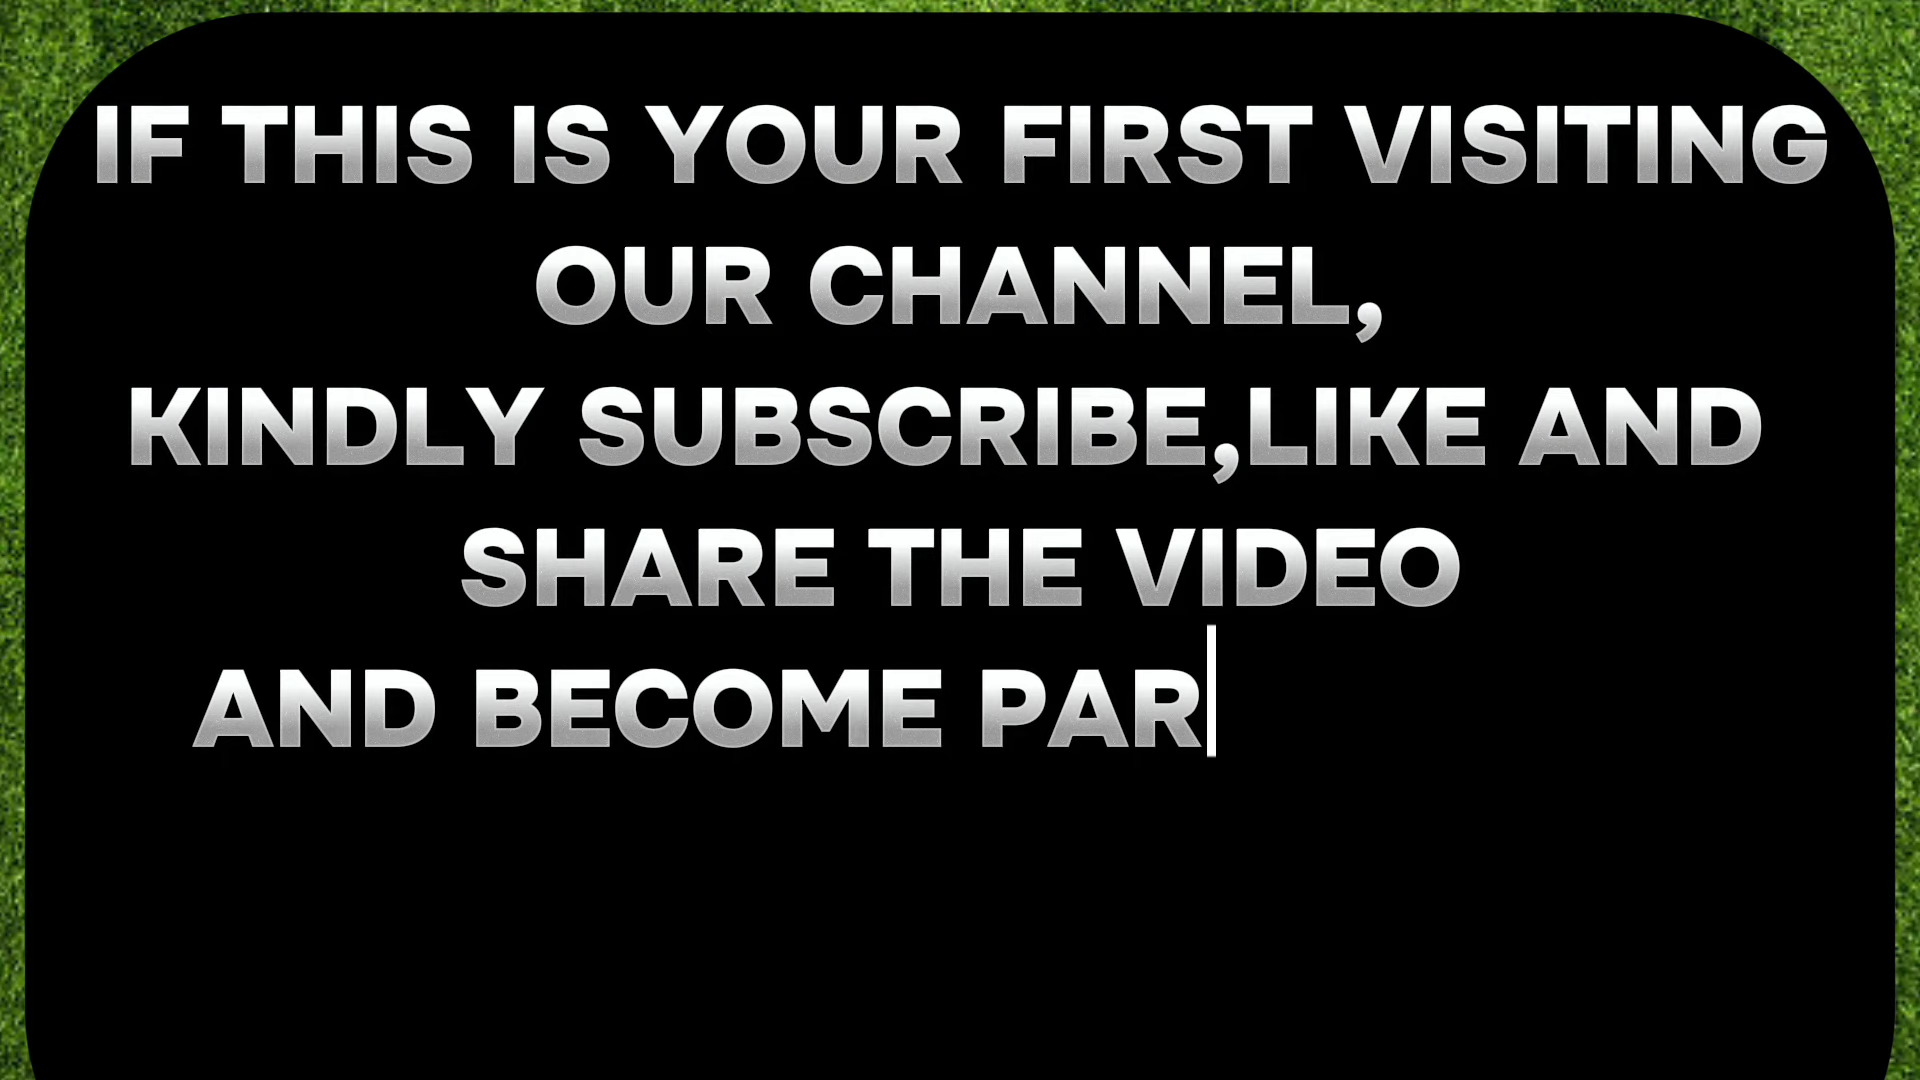 IF THIS IS YOUR FIRST VISITING
OUR CHANNEL,
KINDLY SUBSCRIBE,LIKE AND
SHARE THE VIDEO
AND BECOME PAR